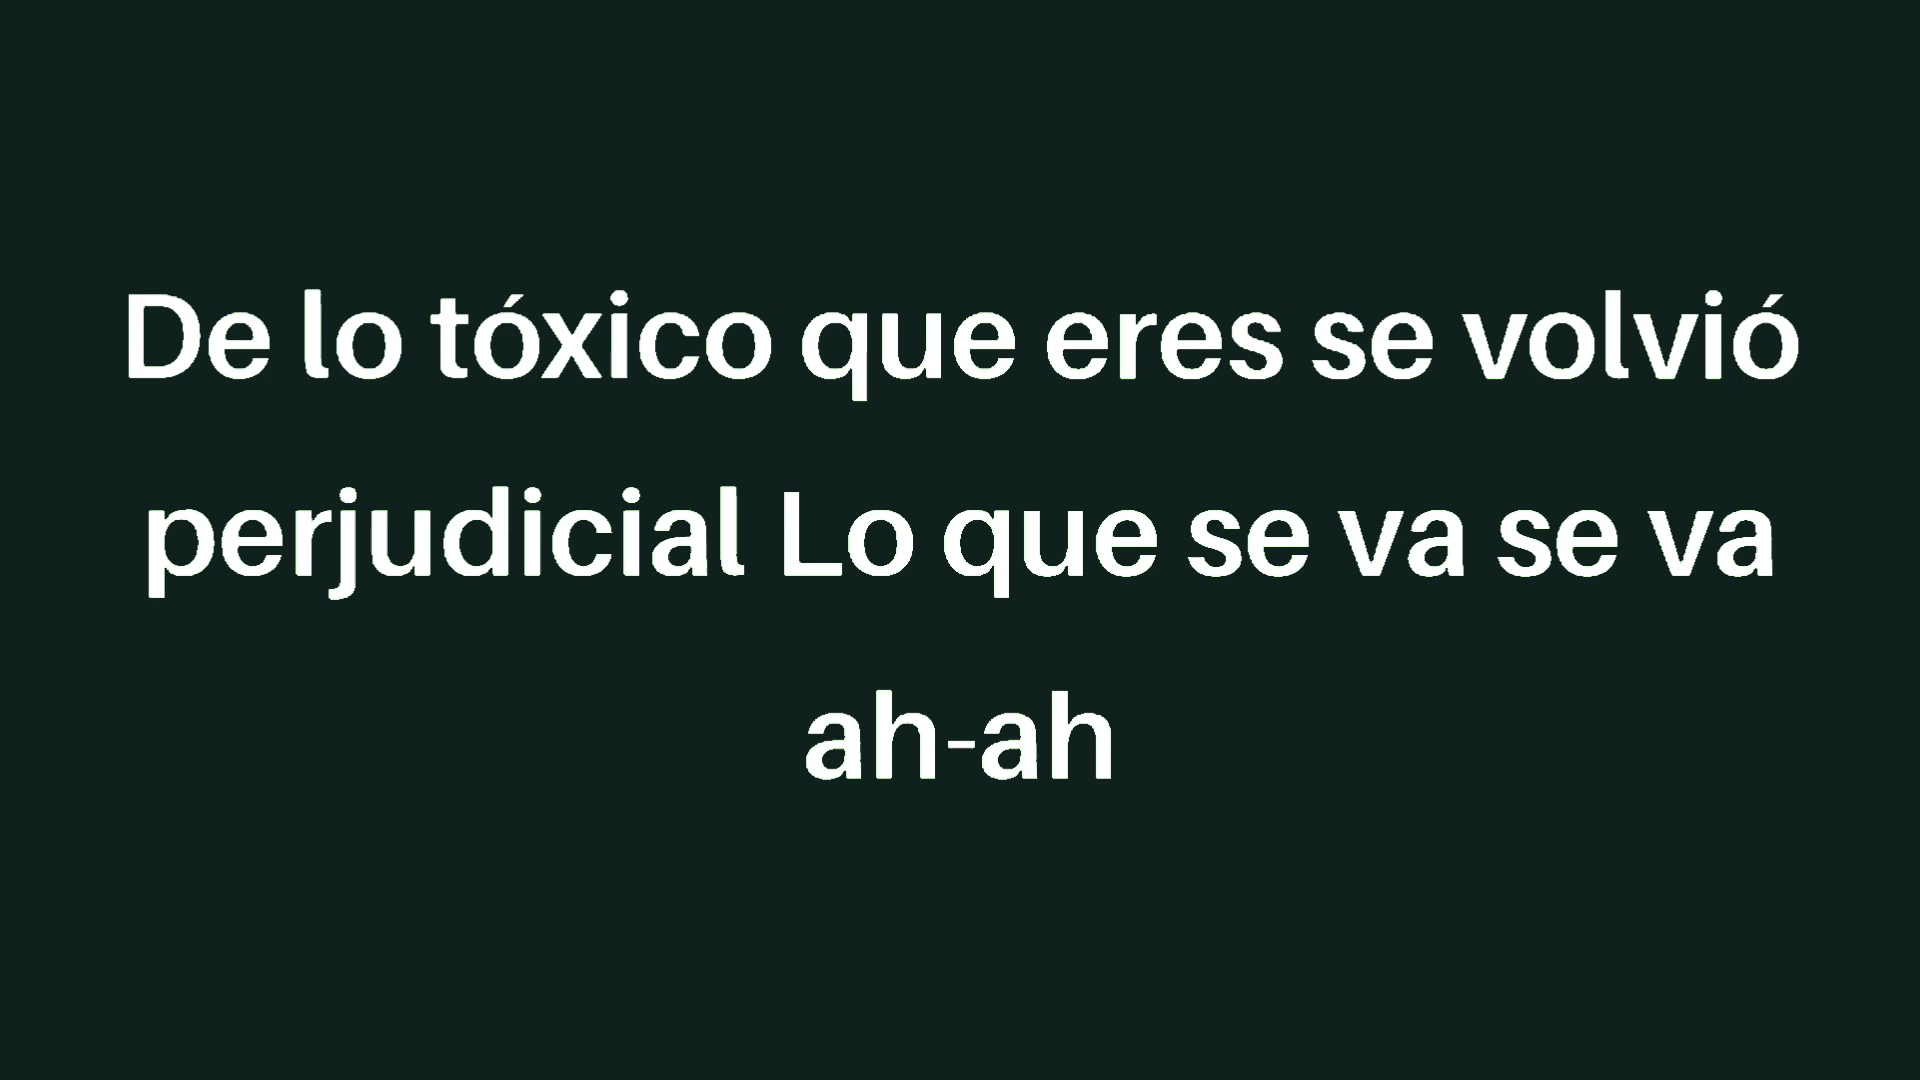 De lo tóxico que eres se volvió
perjudicial Lo que se va se va
ah-ah